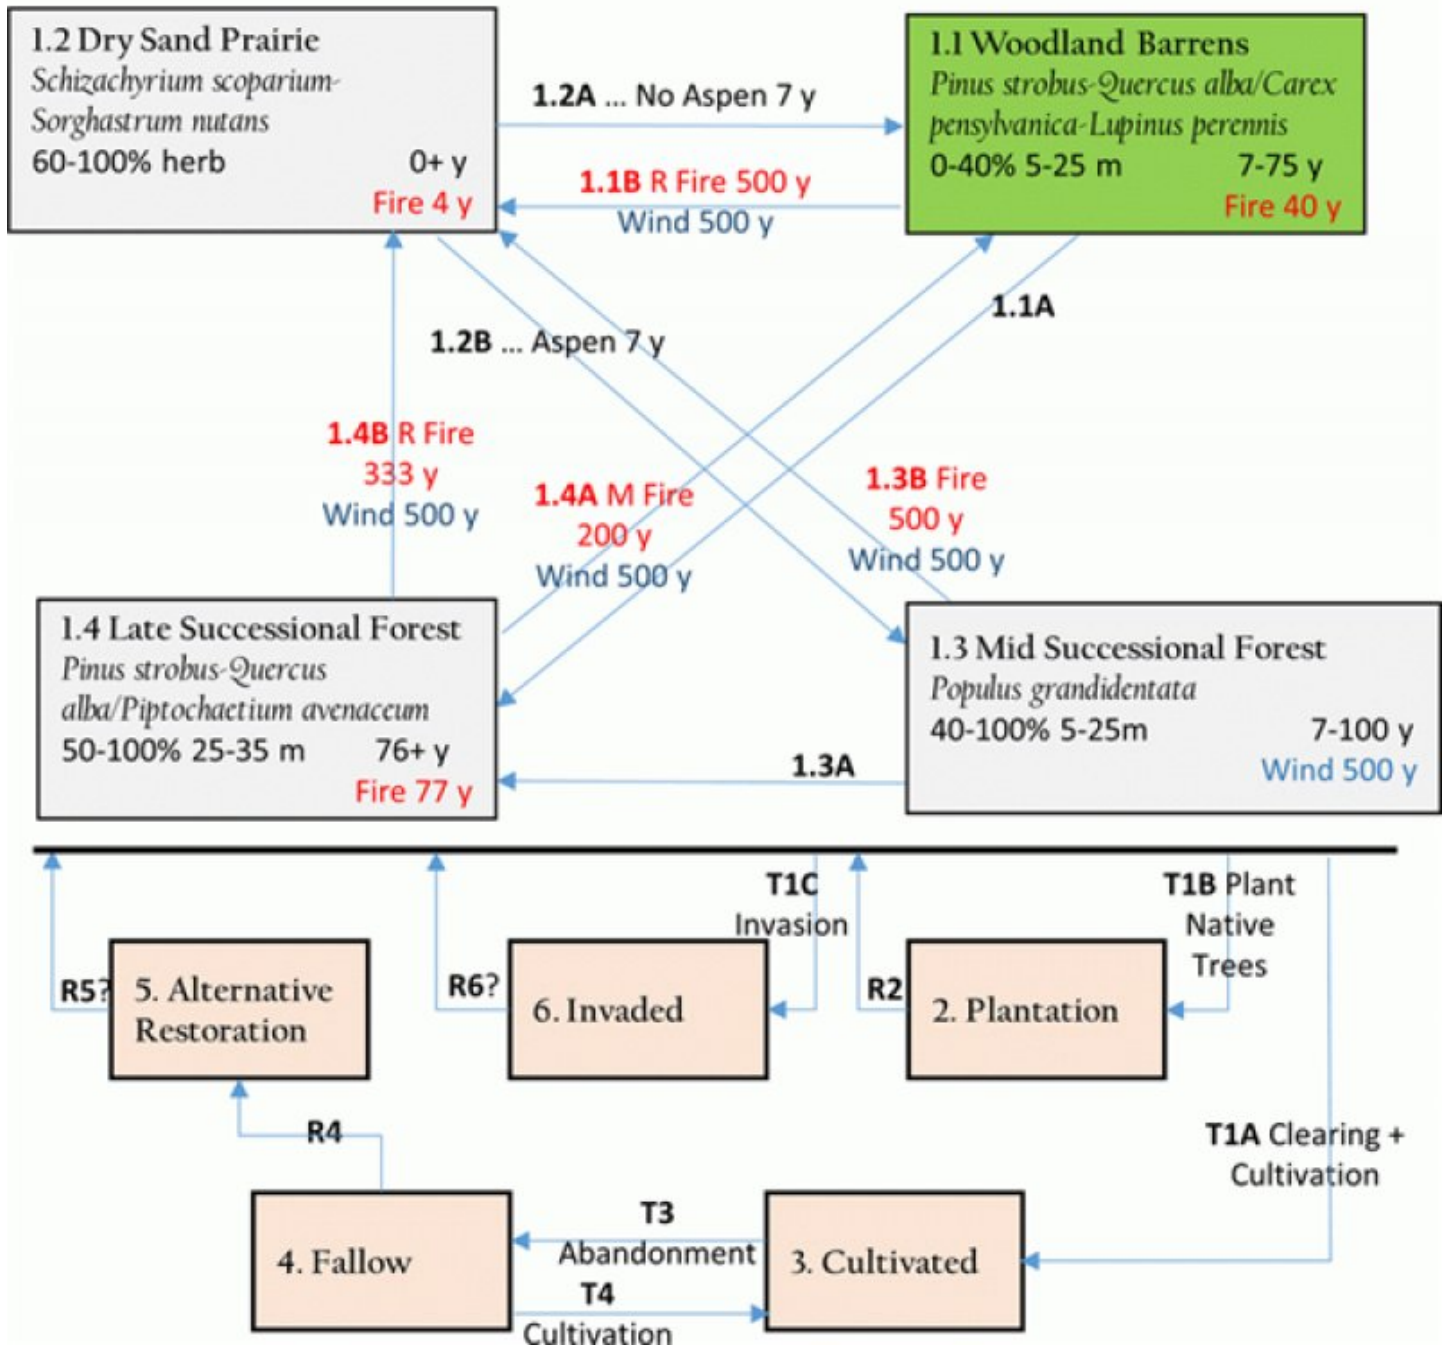 1.2 Dry Sand Prairie
Schizachyrium scoparium-
Sorghastrum nutans
60-100% herb 0+ y
Fire 4 y
1.2A ... No Aspen 7 y
1.1B R Fire 500 y
Wind 500 y
1.1 Woodland Barrens
Pinus strobus-Quercus alba/Carex
pensylvanica-Lupinus perennis
0-40% 5-25 m 7-75 y
Fire 40 y
1.1A
1.2B ... Aspen 7 y
1.4B R Fire
333 y
Wind 500 y
1.4A M Fire
200 y
Wind 500 y
1.3B Fire
500 y
Wind 500 y
1.4 Late Successional Forest
Pinus strobus-Quercus
alba/Piptochaetium avenaceum
50-100% 25-35 m 76+ y
Fire 77 y
1.3A
1.3 Mid Successional Forest
Populus grandidentata
40-100% 5-25m 7-100 y
Wind 500 y
T1C
Invasion
T1B Plant
Native
Trees
R5?
5. Alternative
Restoration
R6?
6. Invaded
R2
2. Plantation
R4
T1A Clearing +
Cultivation
4. Fallow
T3
Abandonment
T4
Cultivation
3. Cultivated